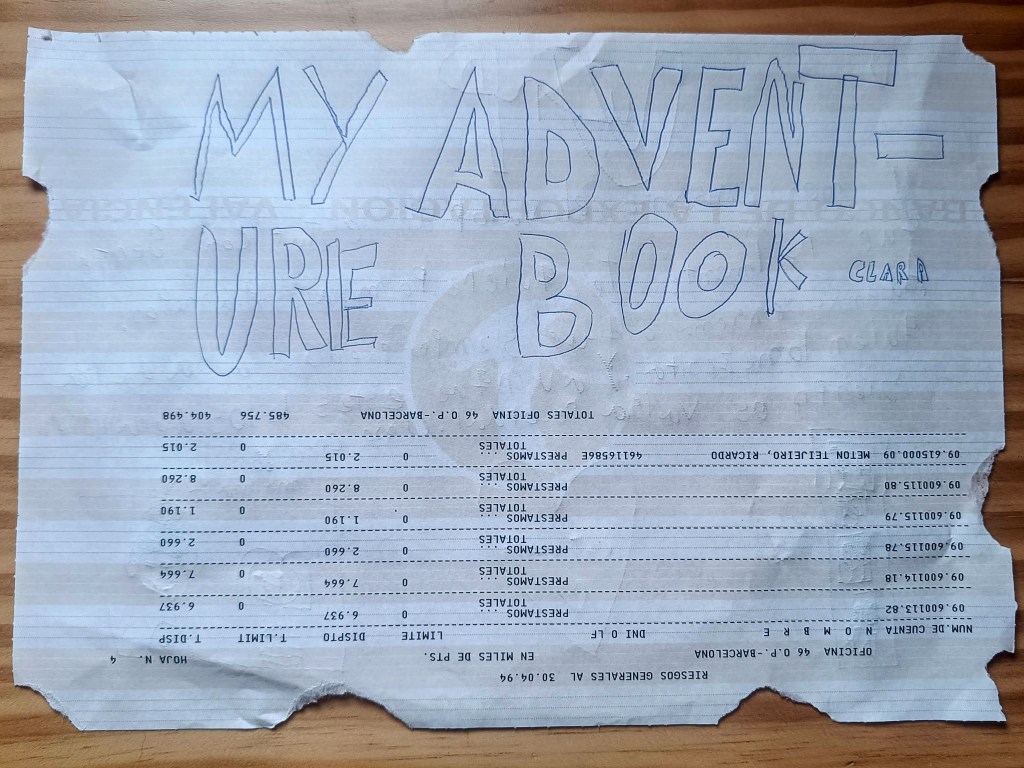 MY ADVENT-
URE BOOK CLARA
RIESGOS GENERALES AL 30.04.94
OFICINA 46 O.P.-BARCELONA EN MILES DE PTS. HOJA N. 4
NUM.DE CUENTA N O M B R E DNI O LF LIMITE DISPTO T.LIMIT T.DISP
09.600113.82 PRESTAMOS ... 0 6.937
TOTALES 0 6.937
09.600114.18 PRESTAMOS ... 0 7.664
TOTALES 0 7.664
09.600115.78 PRESTAMOS ... 0 2.660
TOTALES 0 2.660
09.600115.79 PRESTAMOS ... 0 1.190
TOTALES 0 1.190
09.600115.80 PRESTAMOS ... 0 8.260
TOTALES 0 8.260
09.615000.09 METON TEIJEIRO, RICARDO 46116586E PRESTAMOS ... 0 2.015
TOTALES 0 2.015
TOTALES OFICINA 46 O.P.-BARCELONA 485.756 404.498